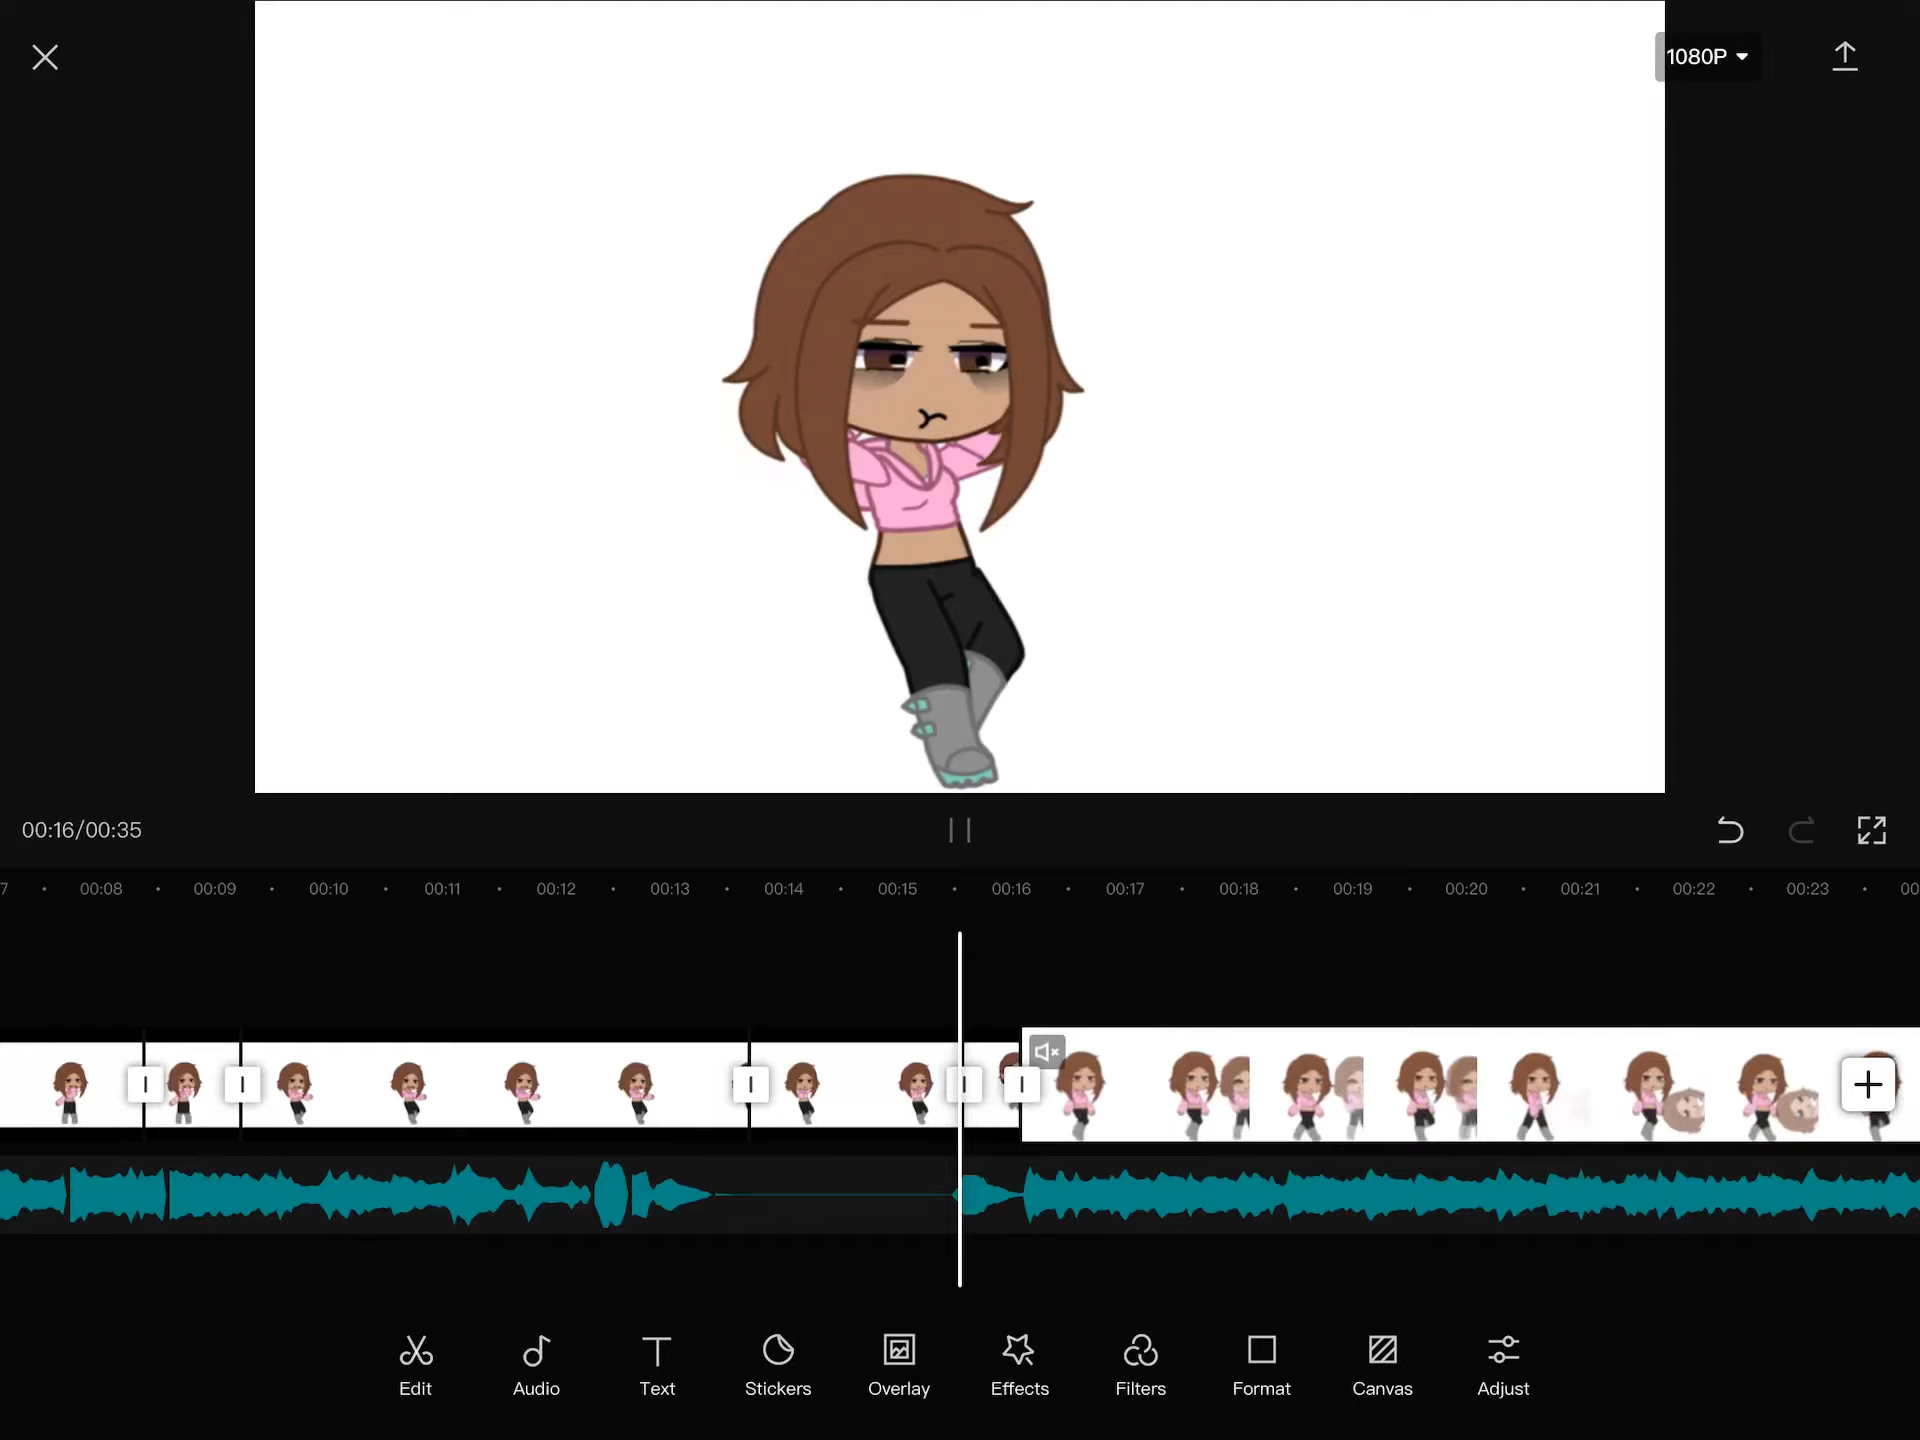 1080P
00:16/00:35
7 00:08 00:09 00:10 00:11 00:12 00:13 00:14 00:15 00:16 00:17 00:18 00:19 00:20 00:21 00:22 00:23 00
Edit Audio Text Stickers Overlay Effects Filters Format Canvas Adjust